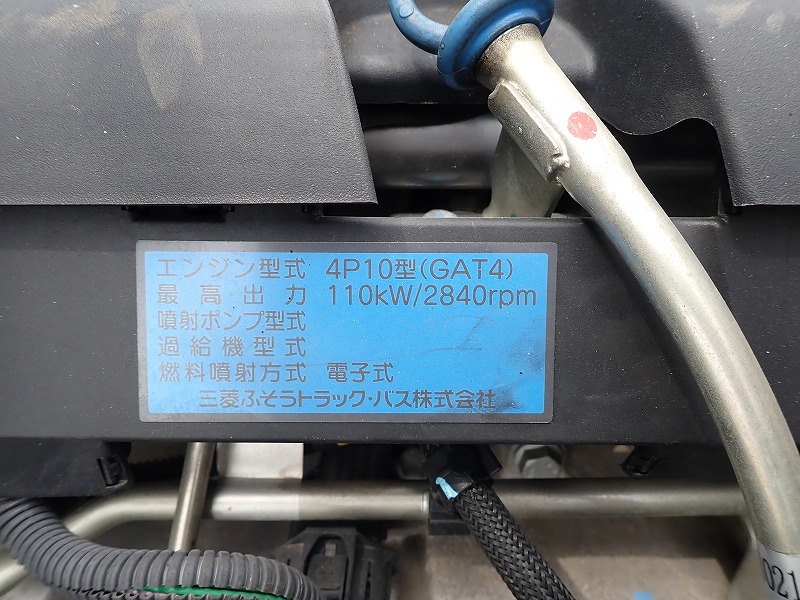 エンジン型式 4P10型(GAT4)
最高出力 110kW/2840rpm
噴射ポンプ型式
過給機型式
燃料噴射方式 電子式
三菱ふそうトラック・バス株式会社
021